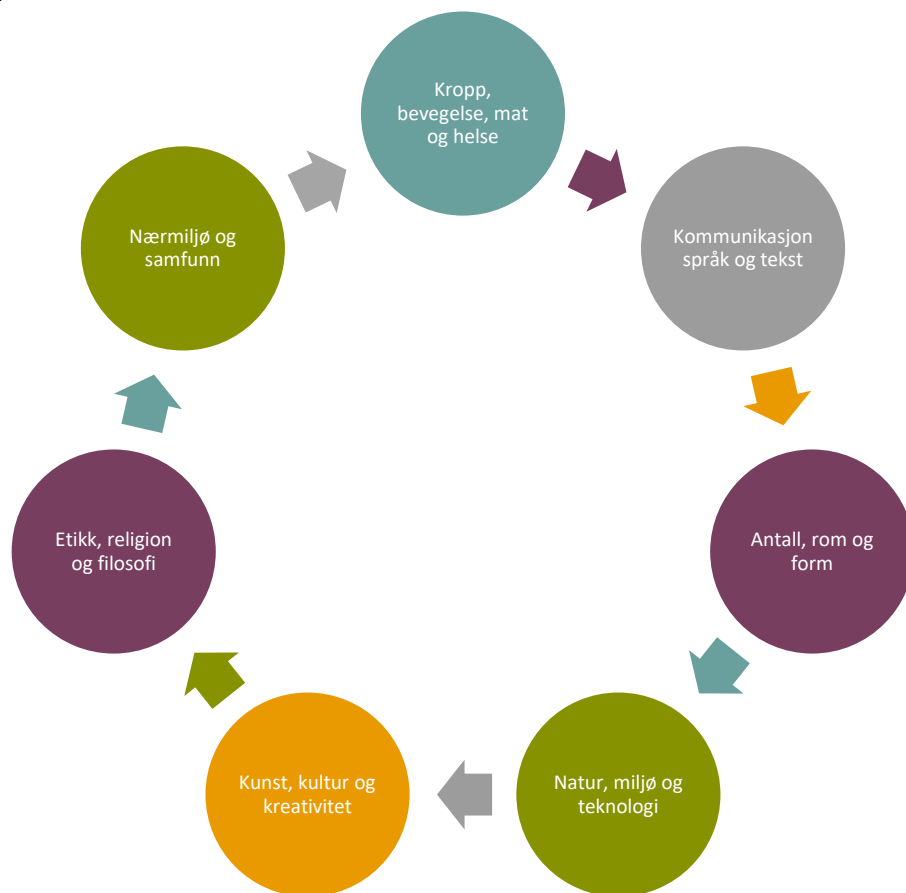 Kropp,
bevegelse, mat
og helse
Kommunikasjon
språk og tekst
Antall, rom og
form
Natur, miljø og
teknologi
Kunst, kultur og
kreativitet
Etikk, religion
og filosofi
Nærmiljø og
samfunn